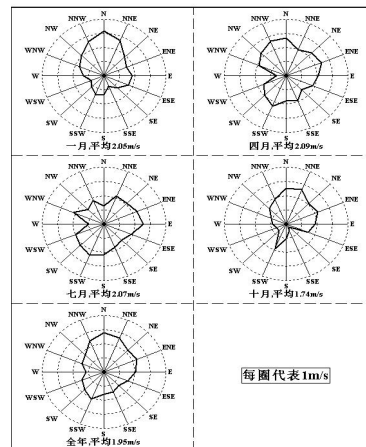 N
NNW NNE
NW NE
WNW ENE
W E
WSW ESE
SW SE
SSW SSE
S
一月,平均2.05m/s
N
NNW NNE
NW NE
WNW ENE
W E
WSW ESE
SW SE
SSW SSE
S
四月,平均2.09m/s
N
NNW NNE
NW NE
WNW ENE
W E
WSW ESE
SW SE
SSW SSE
S
七月,平均2.07m/s
N
NNW NNE
NW NE
WNW ENE
W E
WSW ESE
SW SE
SSW SSE
S
十月,平均1.74m/s
N
NNW NNE
NW NE
WNW ENE
W E
WSW ESE
SW SE
SSW SSE
S
全年,平均1.95m/s
每圈代表1m/s